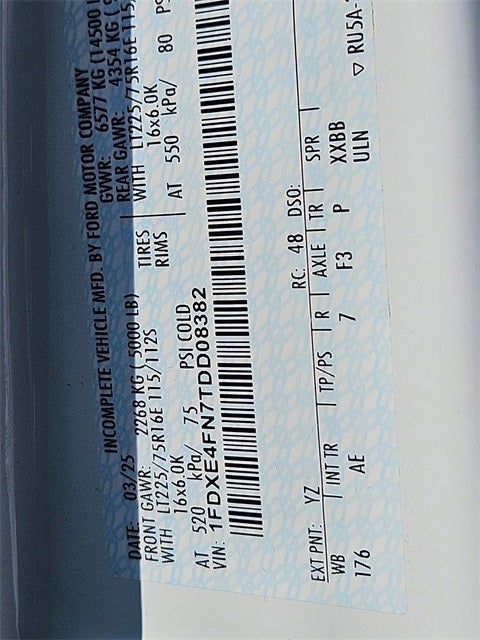 INCOMPLETE VEHICLE MFD. BY FORD MOTOR COMPANY
DATE: 03/25 GVWR: 6577 KG (14500 L
FRONT GAWR: 2268 KG ( 5000 LB) REAR GAWR: 4354 KG (
WITH LT225/75R16E 115/112S TIRES WITH LT225/75R16E 115/
16x6.0K RIMS 16x6.0K
AT 520 kPa/ 75 PSI COLD AT 550 kPa/ 80 PS
VIN: 1FDXE4FN7TDD08382
EXT PNT: YZ RC: 48 DSO:
WB INT TR TP/PS R AXLE TR SPR
176 AE 7 F3 P XXBB
ULN
▽ RU5A-